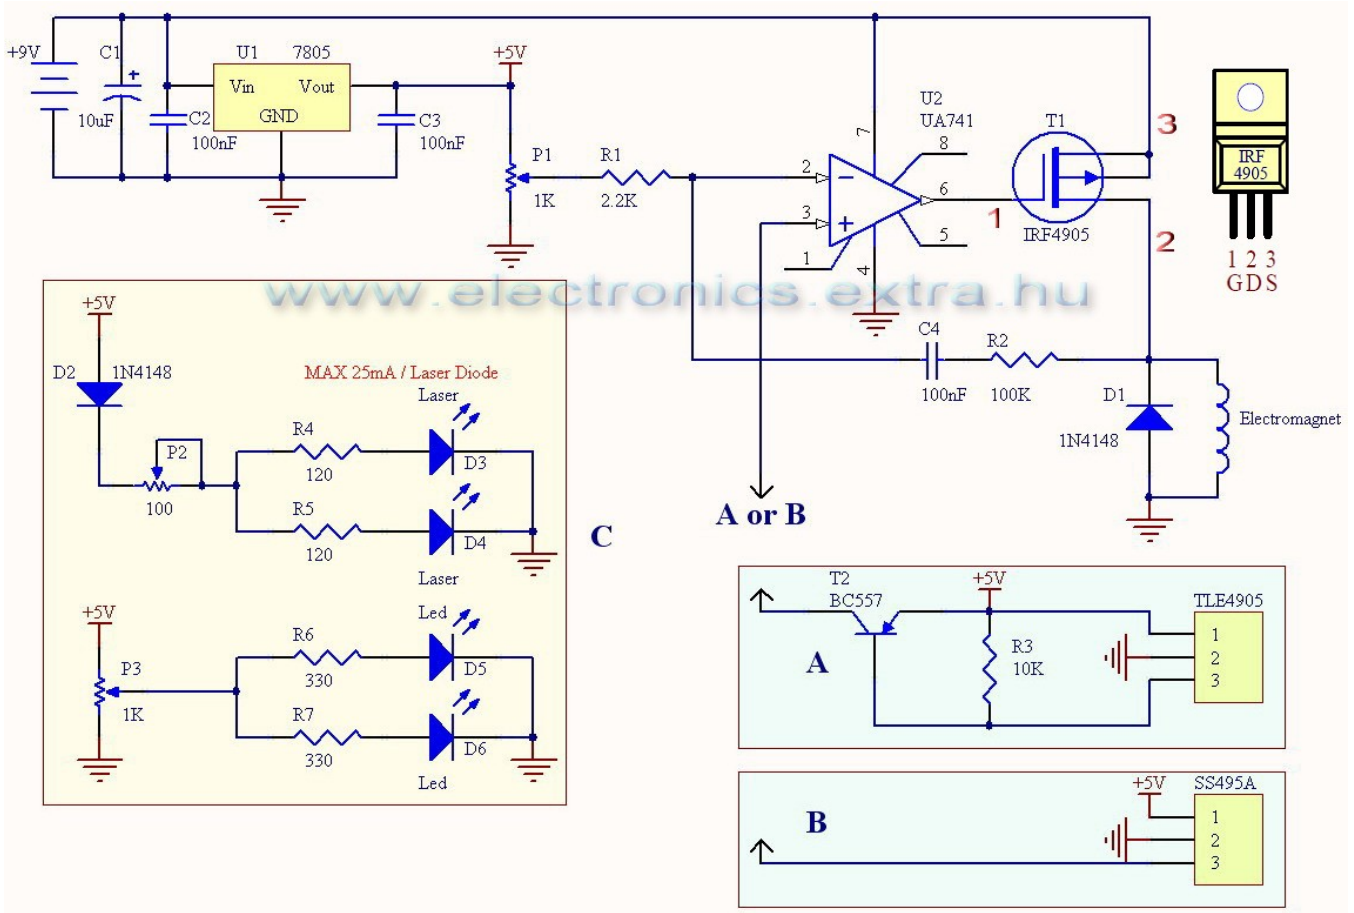 +9V
C1
+
10uF
U1 7805
Vin Vout
GND
C2
100nF
C3
100nF
+5V
P1
1K
R1
2.2K
U2
UA741
7
8
2
6
3
5
1
4
−
+
T1
IRF4905
1
3
2
IRF
4905
1 2 3
G D S
www.electronics.extra.hu
C4
100nF
R2
100K
D1
1N4148
Electromagnet
A or B
+5V
D2 1N4148
MAX 25mA / Laser Diode
Laser
P2
100
R4
120
D3
R5
120
D4
Laser
C
+5V
P3
1K
Led
R6
330
D5
R7
330
D6
Led
T2
BC557
+5V
R3
10K
TLE4905
1
2
3
A
+5V
SS495A
1
2
3
B